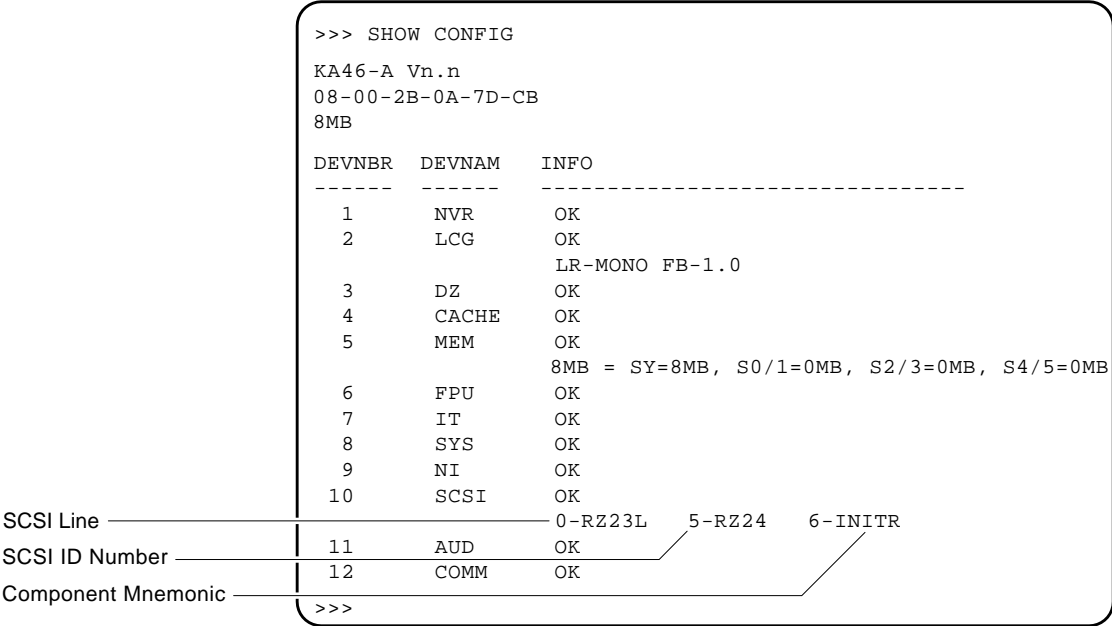 >>> SHOW CONFIG
KA46-A Vn.n
08-00-2B-0A-7D-CB
8MB
DEVNBR DEVNAM INFO
------ ------ --------------------------------
1 NVR OK
2 LCG OK
LR-MONO FB-1.0
3 DZ OK
4 CACHE OK
5 MEM OK
8MB = SY=8MB, S0/1=0MB, S2/3=0MB, S4/5=0MB
6 FPU OK
7 IT OK
8 SYS OK
9 NI OK
10 SCSI OK
SCSI Line 0-RZ23L 5-RZ24 6-INITR
11 AUD OK
SCSI ID Number
12 COMM OK
Component Mnemonic
>>>